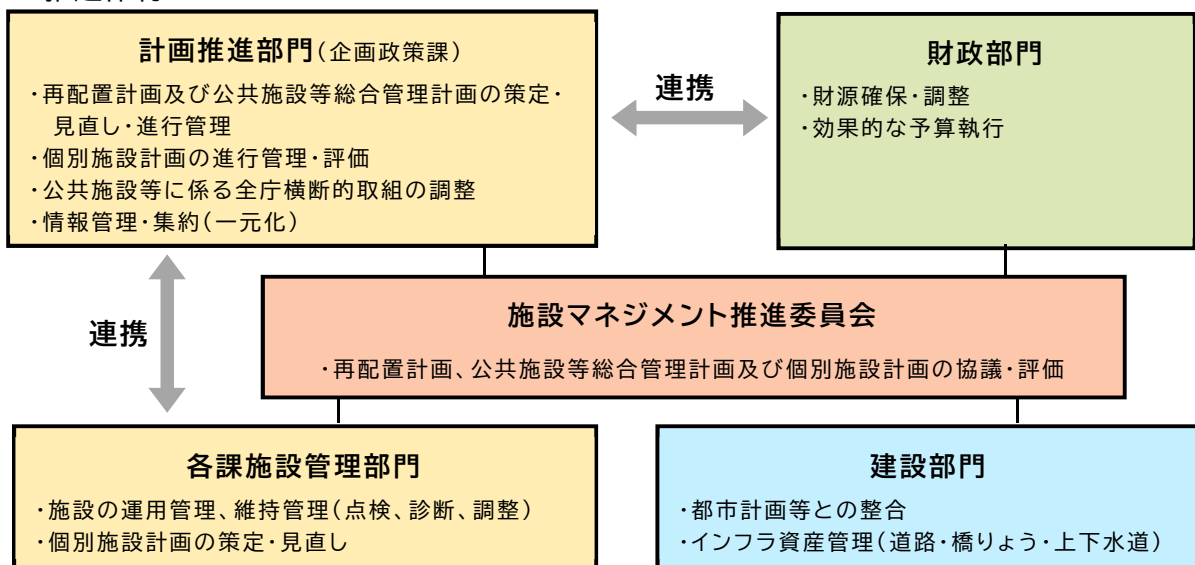 計画推進部門(企画政策課)
・再配置計画及び公共施設等総合管理計画の策定・
見直し・進行管理
・個別施設計画の進行管理・評価
・公共施設等に係る全庁横断的取組の調整
・情報管理・集約(一元化)
連携
財政部門
・財源確保・調整
・効果的な予算執行
連携
施設マネジメント推進委員会
・再配置計画、公共施設等総合管理計画及び個別施設計画の協議・評価
各課施設管理部門
・施設の運用管理、維持管理(点検、診断、調整)
・個別施設計画の策定・見直し
建設部門
・都市計画等との整合
・インフラ資産管理(道路・橋りょう・上下水道)